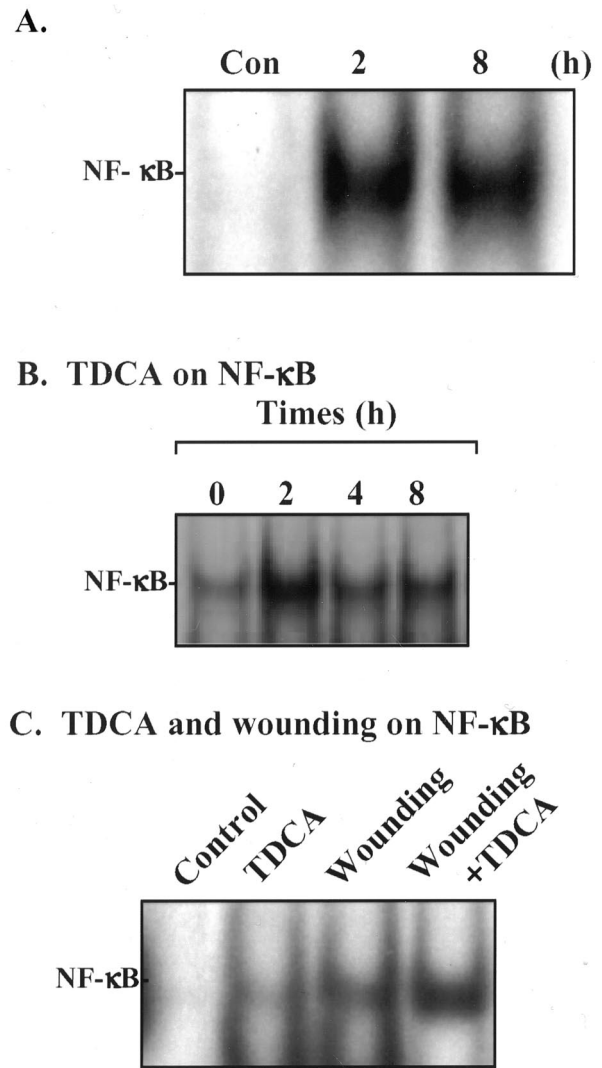 A.
Con 2 8 (h)
NF- κB-
B. TDCA on NF-κB
Times (h)
0 2 4 8
NF-κB-
C. TDCA and wounding on NF-κB
Control TDCA Wounding Wounding
+TDCA
NF-κB-